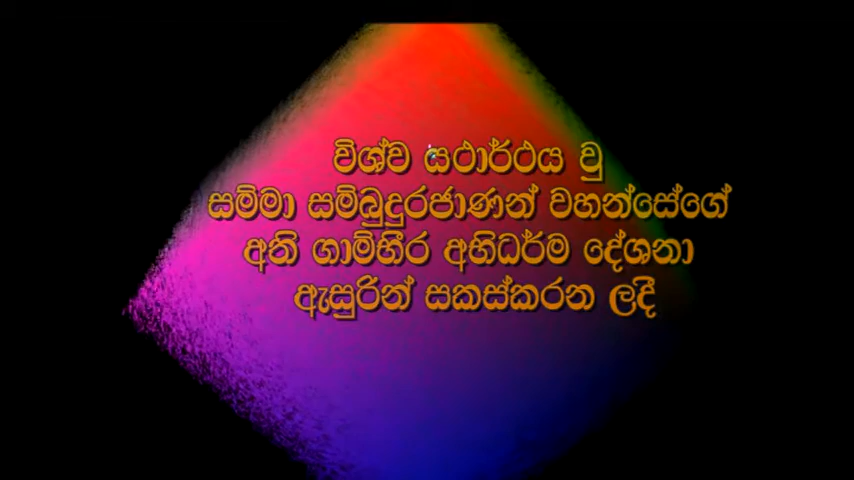 විශ්ව යථාර්ථය වු
සම්මා සම්බුදුරජාණන් වහන්සේගේ
අති ගාම්භීර අභිධර්ම දේශනා
ඇසුරින් සකස්කරන ලදී